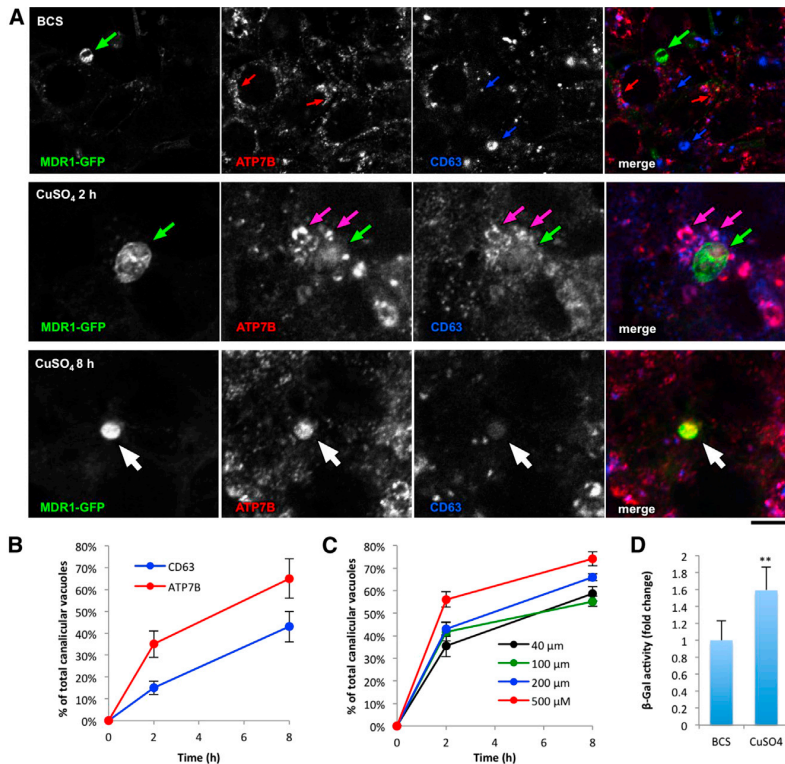 A
BCS
MDR1-GFP
ATP7B
CD63
merge
CuSO4 2 h
MDR1-GFP
ATP7B
CD63
merge
CuSO4 8 h
MDR1-GFP
ATP7B
CD63
merge
B
% of total canalicular vacuoles
80%
70%
60%
50%
40%
30%
20%
10%
0%
CD63
ATP7B
0 2 4 6 8
Time (h)
C
% of total canalicular vacuoles
80%
70%
60%
50%
40%
30%
20%
10%
0%
40 µm
100 µm
200 µm
500 µM
0 2 4 6 8
Time (h)
D
β-Gal activity (fold change)
2
1.8
1.6
1.4
1.2
1
0.8
0.6
0.4
0.2
0
**
BCS CuSO4